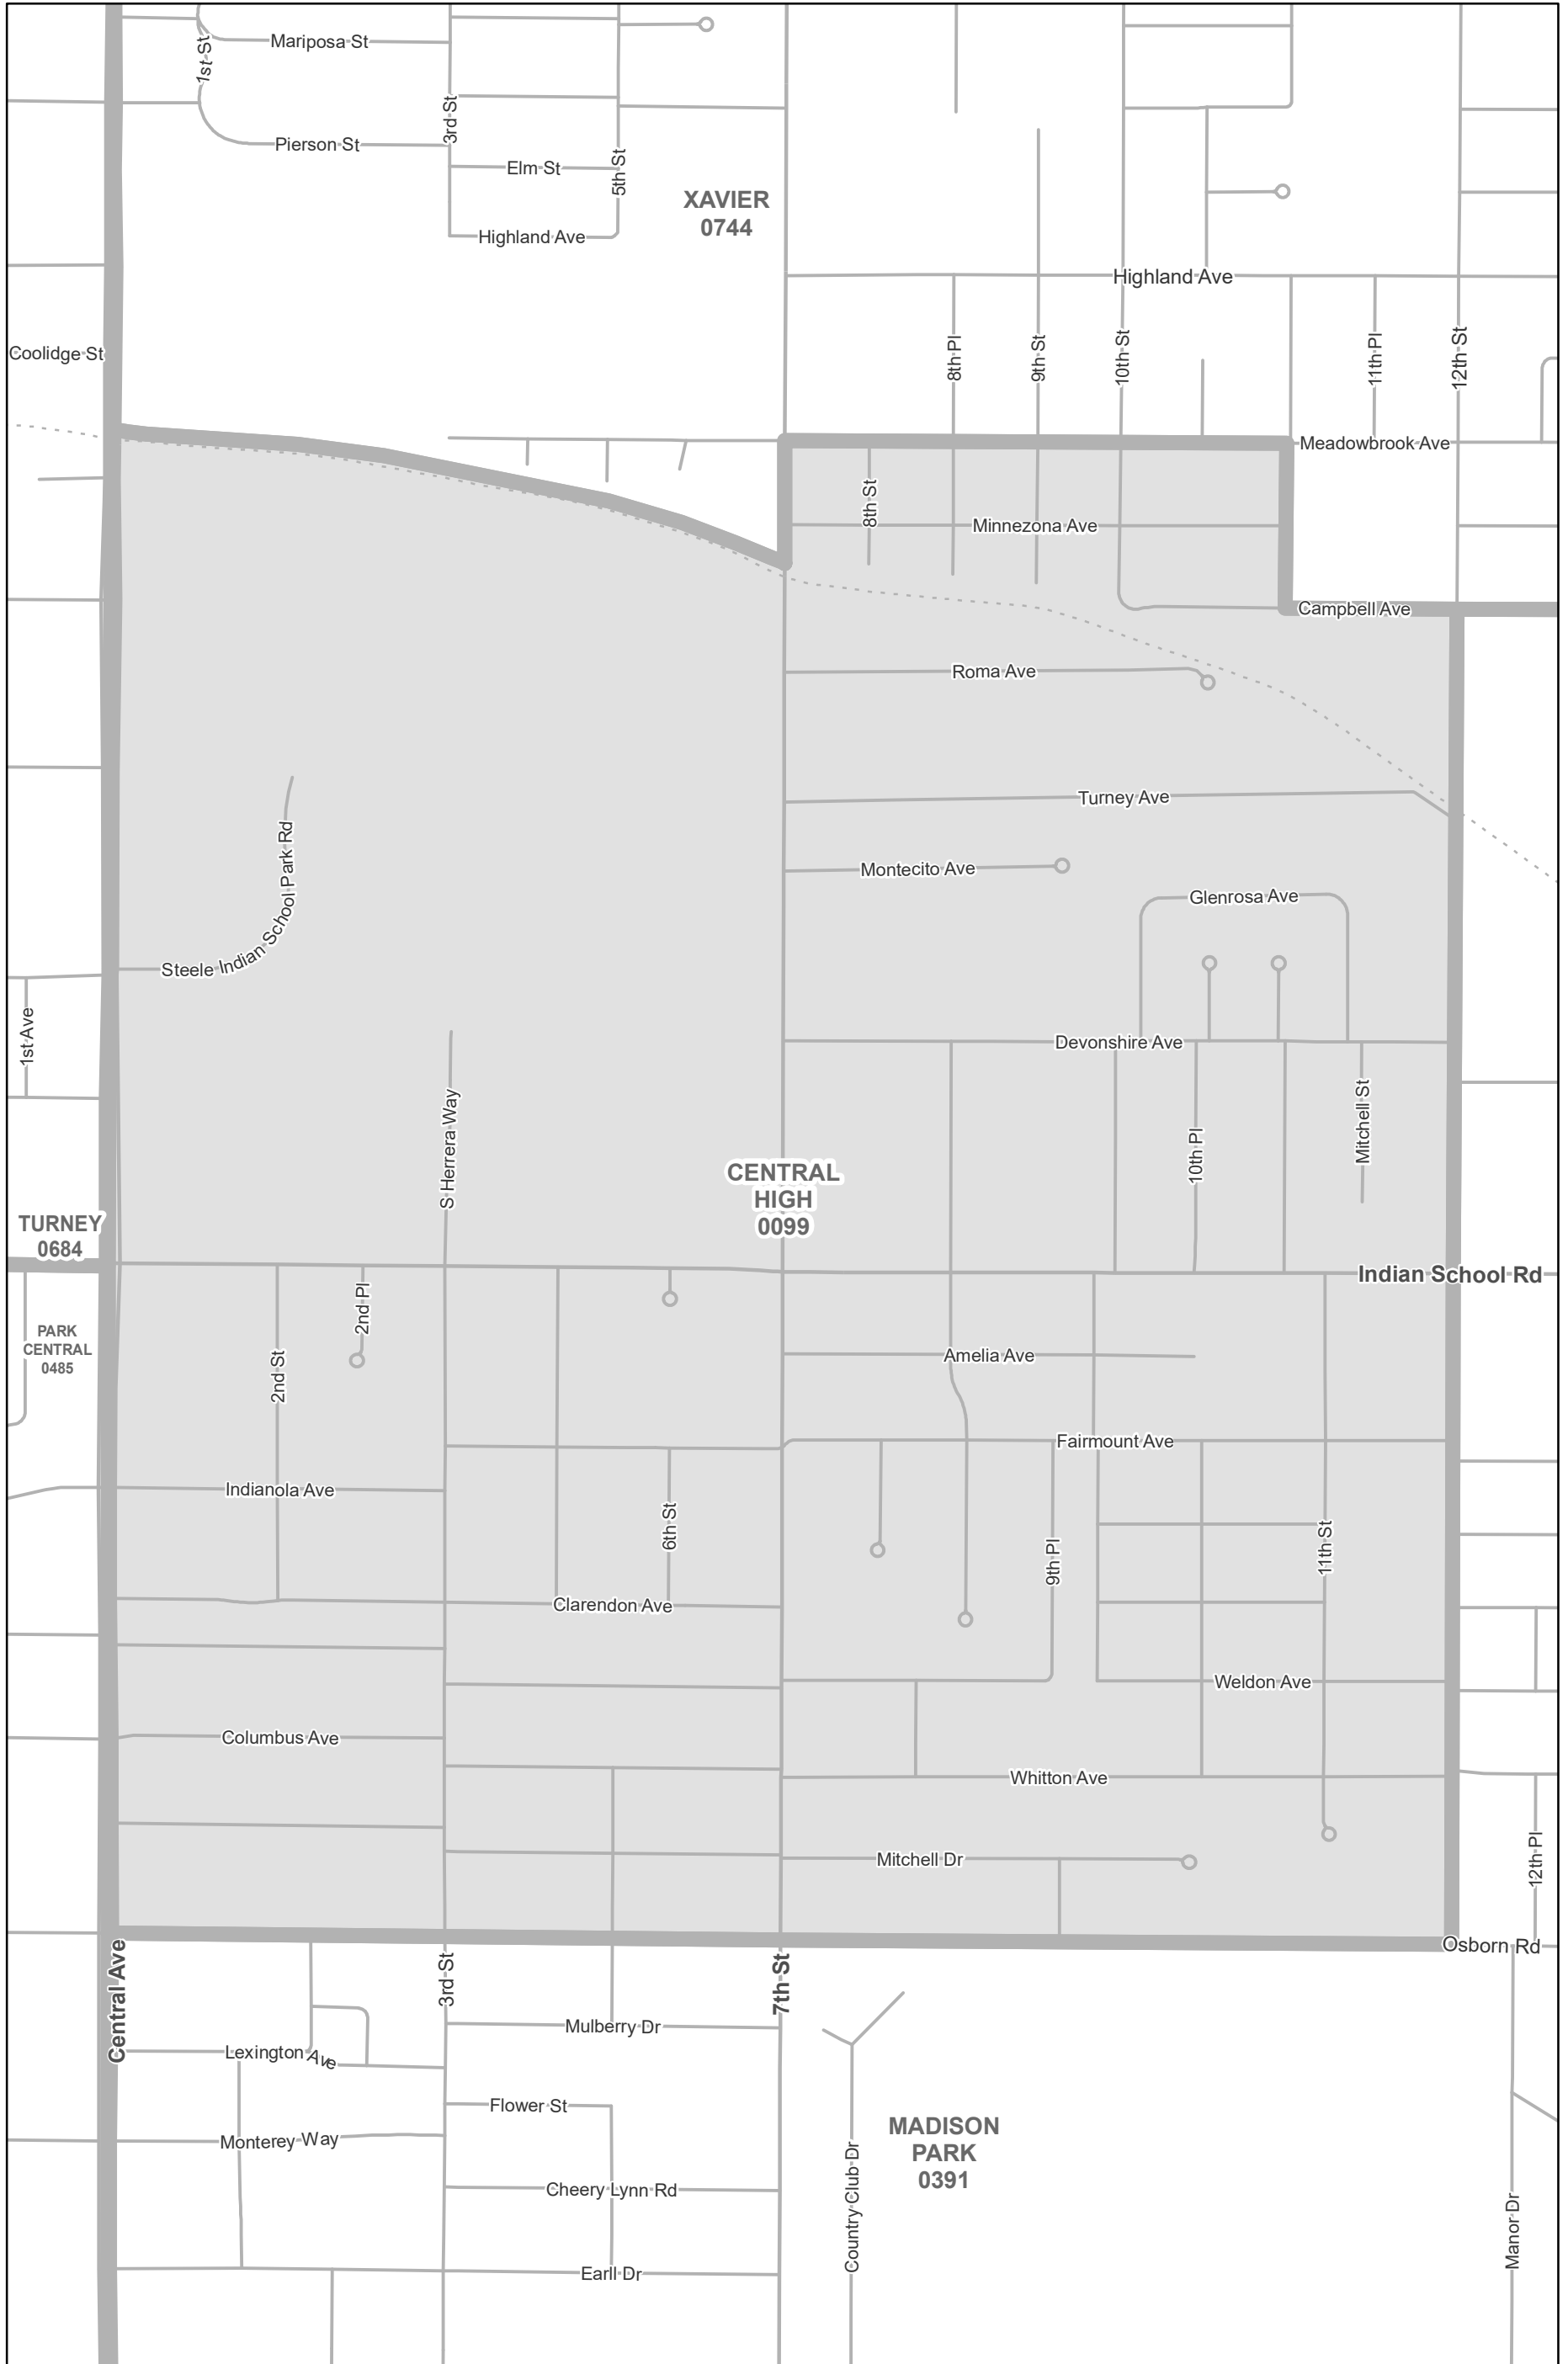 Mariposa St
1st St
3rd St
Pierson St
Elm St
5th St
XAVIER
0744
Highland Ave
Highland Ave
Coolidge St
8th Pl
9th St
10th St
11th Pl
12th St
Meadowbrook Ave
8th St
Minnezona Ave
Campbell Ave
Roma Ave
Turney Ave
Montecito Ave
Glenrosa Ave
Steele Indian School Park Rd
1st Ave
Devonshire Ave
S Herrera Way
10th Pl
Mitchell St
CENTRAL
HIGH
0099
TURNEY
0684
Indian School Rd
PARK
CENTRAL
0485
2nd Pl
2nd St
Amelia Ave
Fairmount Ave
Indianola Ave
6th St
9th Pl
11th St
Clarendon Ave
Weldon Ave
Columbus Ave
Whitton Ave
Mitchell Dr
12th Pl
Osborn Rd
Central Ave
3rd St
7th St
Mulberry Dr
Lexington Ave
Flower St
Monterey Way
MADISON
PARK
0391
Cheery Lynn Rd
Country Club Dr
Manor Dr
Earll Dr